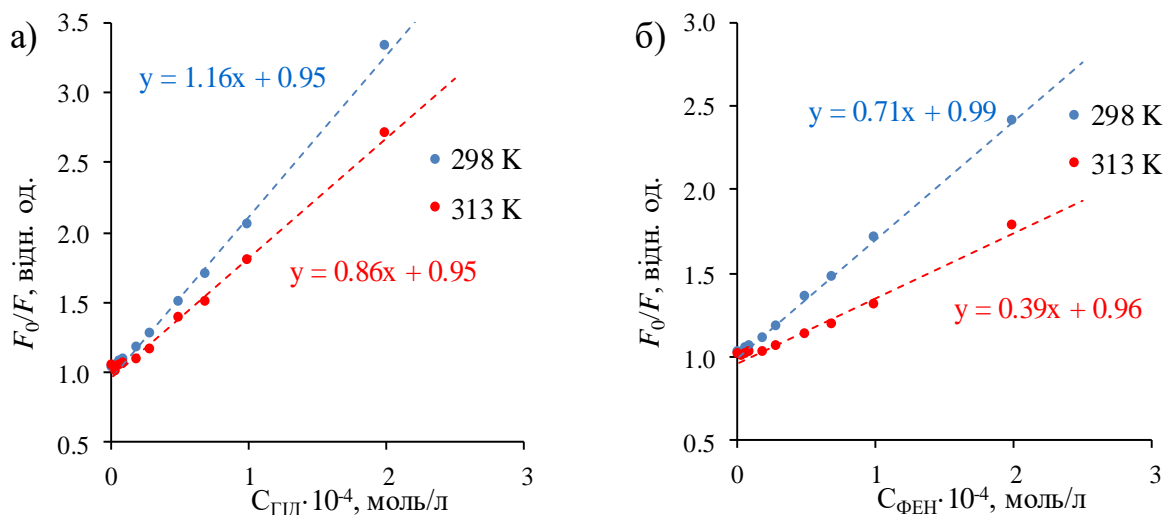 а)
3.5
3.0
2.5
2.0
1.5
1.0
0.5
F₀/F, відн. од.
y = 1.16x + 0.95
298 K
313 K
y = 0.86x + 0.95
0 1 2 3
CГІД·10⁻⁴, моль/л
б)
3.0
2.5
2.0
1.5
1.0
0.5
F₀/F, відн. од.
y = 0.71x + 0.99
298 K
313 K
y = 0.39x + 0.96
0 1 2 3
CФЕН·10⁻⁴, моль/л